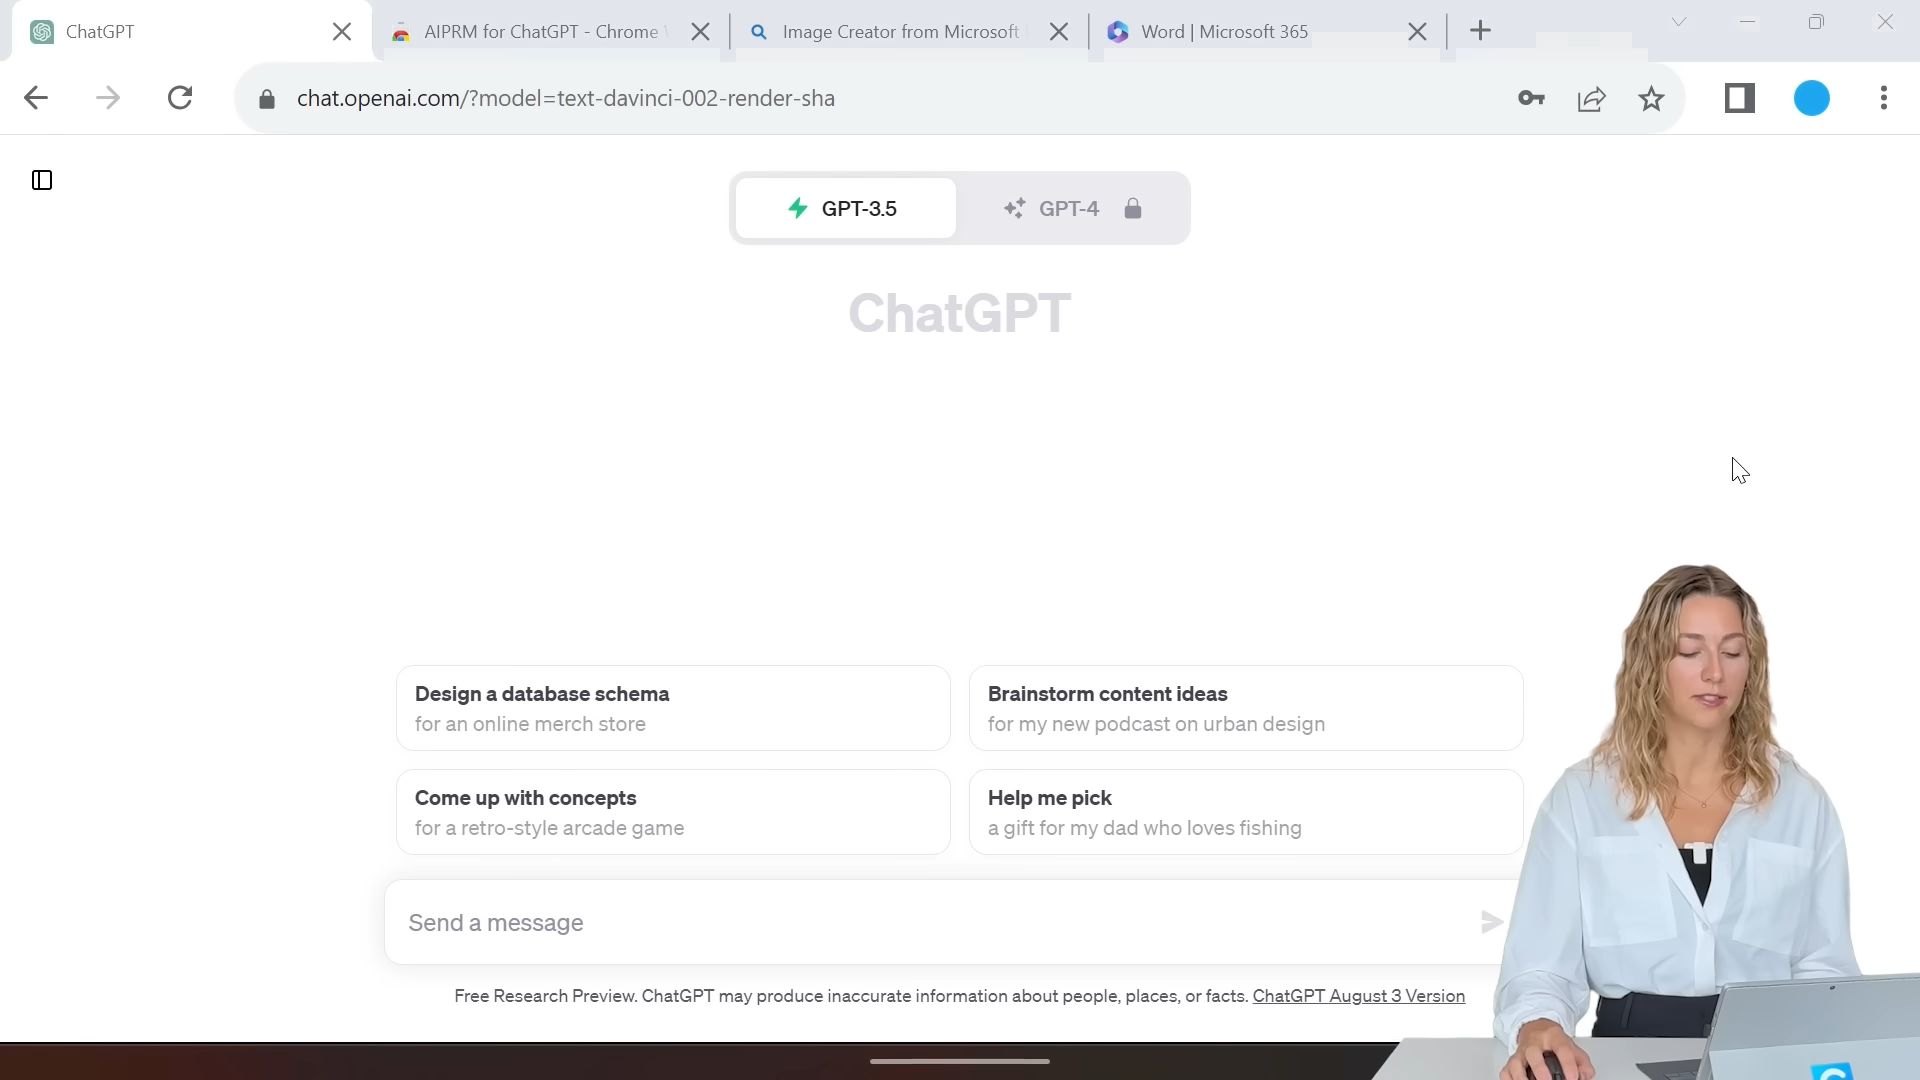 ChatGPT
AIPRM for ChatGPT - Chrome
Image Creator from Microsoft
Word | Microsoft 365
chat.openai.com/?model=text-davinci-002-render-sha
GPT-3.5
GPT-4
ChatGPT
Design a database schema
for an online merch store
Brainstorm content ideas
for my new podcast on urban design
Come up with concepts
for a retro-style arcade game
Help me pick
a gift for my dad who loves fishing
Send a message
Free Research Preview. ChatGPT may produce inaccurate information about people, places, or facts. ChatGPT August 3 Version